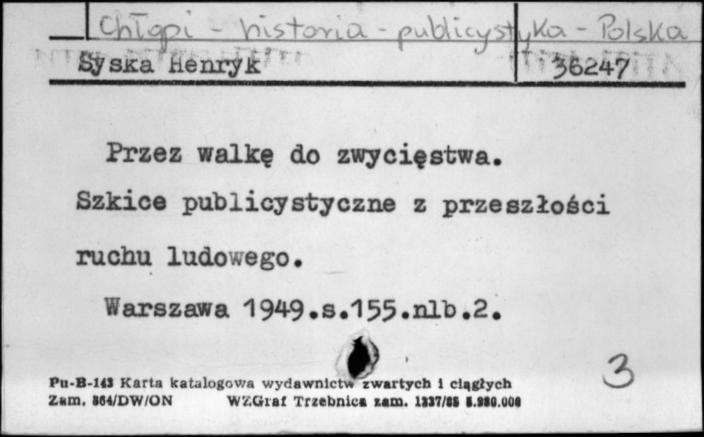 Chłopi - historia - publicystyka - Polska
Syska Henryk 36247
Przez walkę do zwycięstwa.
Szkice publicystyczne z przeszłości
ruchu ludowego.
Warszawa 1949.s.155.nlb.2.
3
Pu-B-143 Karta katalogowa wydawnictw zwartych i ciągłych
Zam. 864/DW/ON WZGraf Trzebnica zam. 1337/85 5.980.000